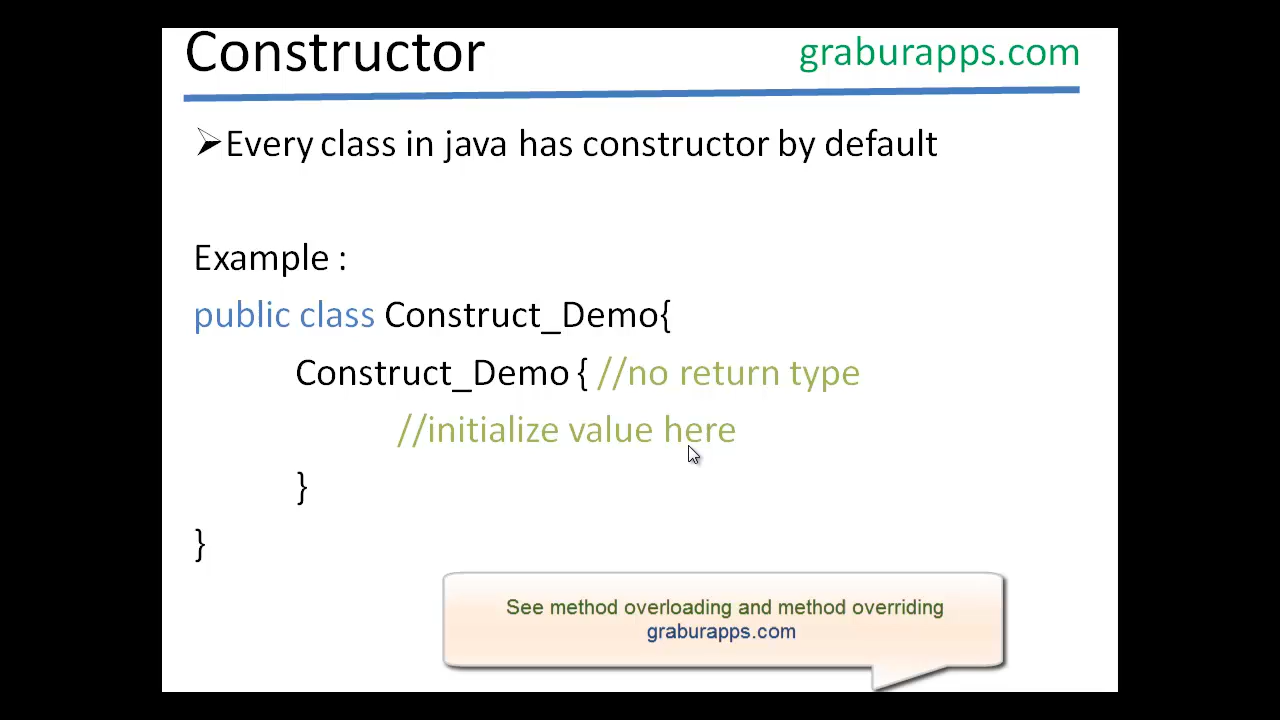 Constructor
graburapps.com
➢Every class in java has constructor by default
Example :
public class Construct_Demo{
Construct_Demo { //no return type
//initialize value here
}
}
See method overloading and method overriding
graburapps.com